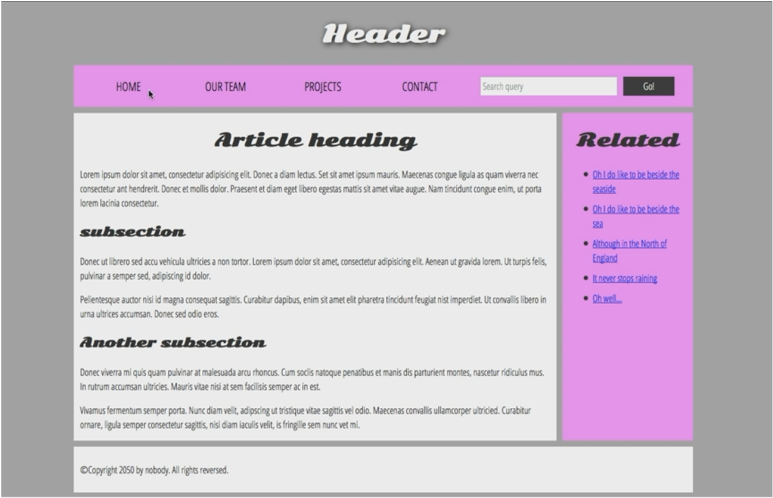 Header
HOME
OUR TEAM
PROJECTS
CONTACT
Search query
Go!
Article heading
Lorem ipsum dolor sit amet, consectetur adipisicing elit. Donec a diam lectus. Set sit amet ipsum mauris. Maecenas congue ligula as quam viverra nec
consectetur ant hendrerit. Donec et mollis dolor. Praesent et diam eget libero egestas mattis sit amet vitae augue. Nam tincidunt congue enim, ut porta
lorem lacinia consectetur.
subsection
Donec ut librero sed accu vehicula ultricies a non tortor. Lorem ipsum dolor sit amet, consectetur adipisicing elit. Aenean ut gravida lorem. Ut turpis felis,
pulvinar a semper sed, adipiscing id dolor.
Pelientesque auctor nisi id magna consequat sagittis. Curabitur dapibus, enim sit amet elit pharetra tincidunt feugiat nist imperdiet. Ut convallis libero in
urna ultrices accumsan. Donec sed odio eros.
Another subsection
Donec viverra mi quis quam pulvinar at malesuada arcu rhoncus. Cum soclis natoque penatibus et manis dis parturient montes, nascetur ridiculus mus.
In rutrum accumsan ultricies. Mauris vitae nisi at sem facilisis semper ac in est.
Vivamus fermentum semper porta. Nunc diam velit, adipscing ut tristique vitae sagittis vel odio. Maecenas convallis ullamcorper ultricied. Curabitur
ornare, ligula semper consectetur sagittis, nisi diam iaculis velit, is fringille sem nunc vet mi.
Related
Oh I do like to be beside the
seaside
Oh I do like to be beside the
sea
Although in the North of
England
It never stops raining
Oh well...
©Copyright 2050 by nobody. All rights reversed.